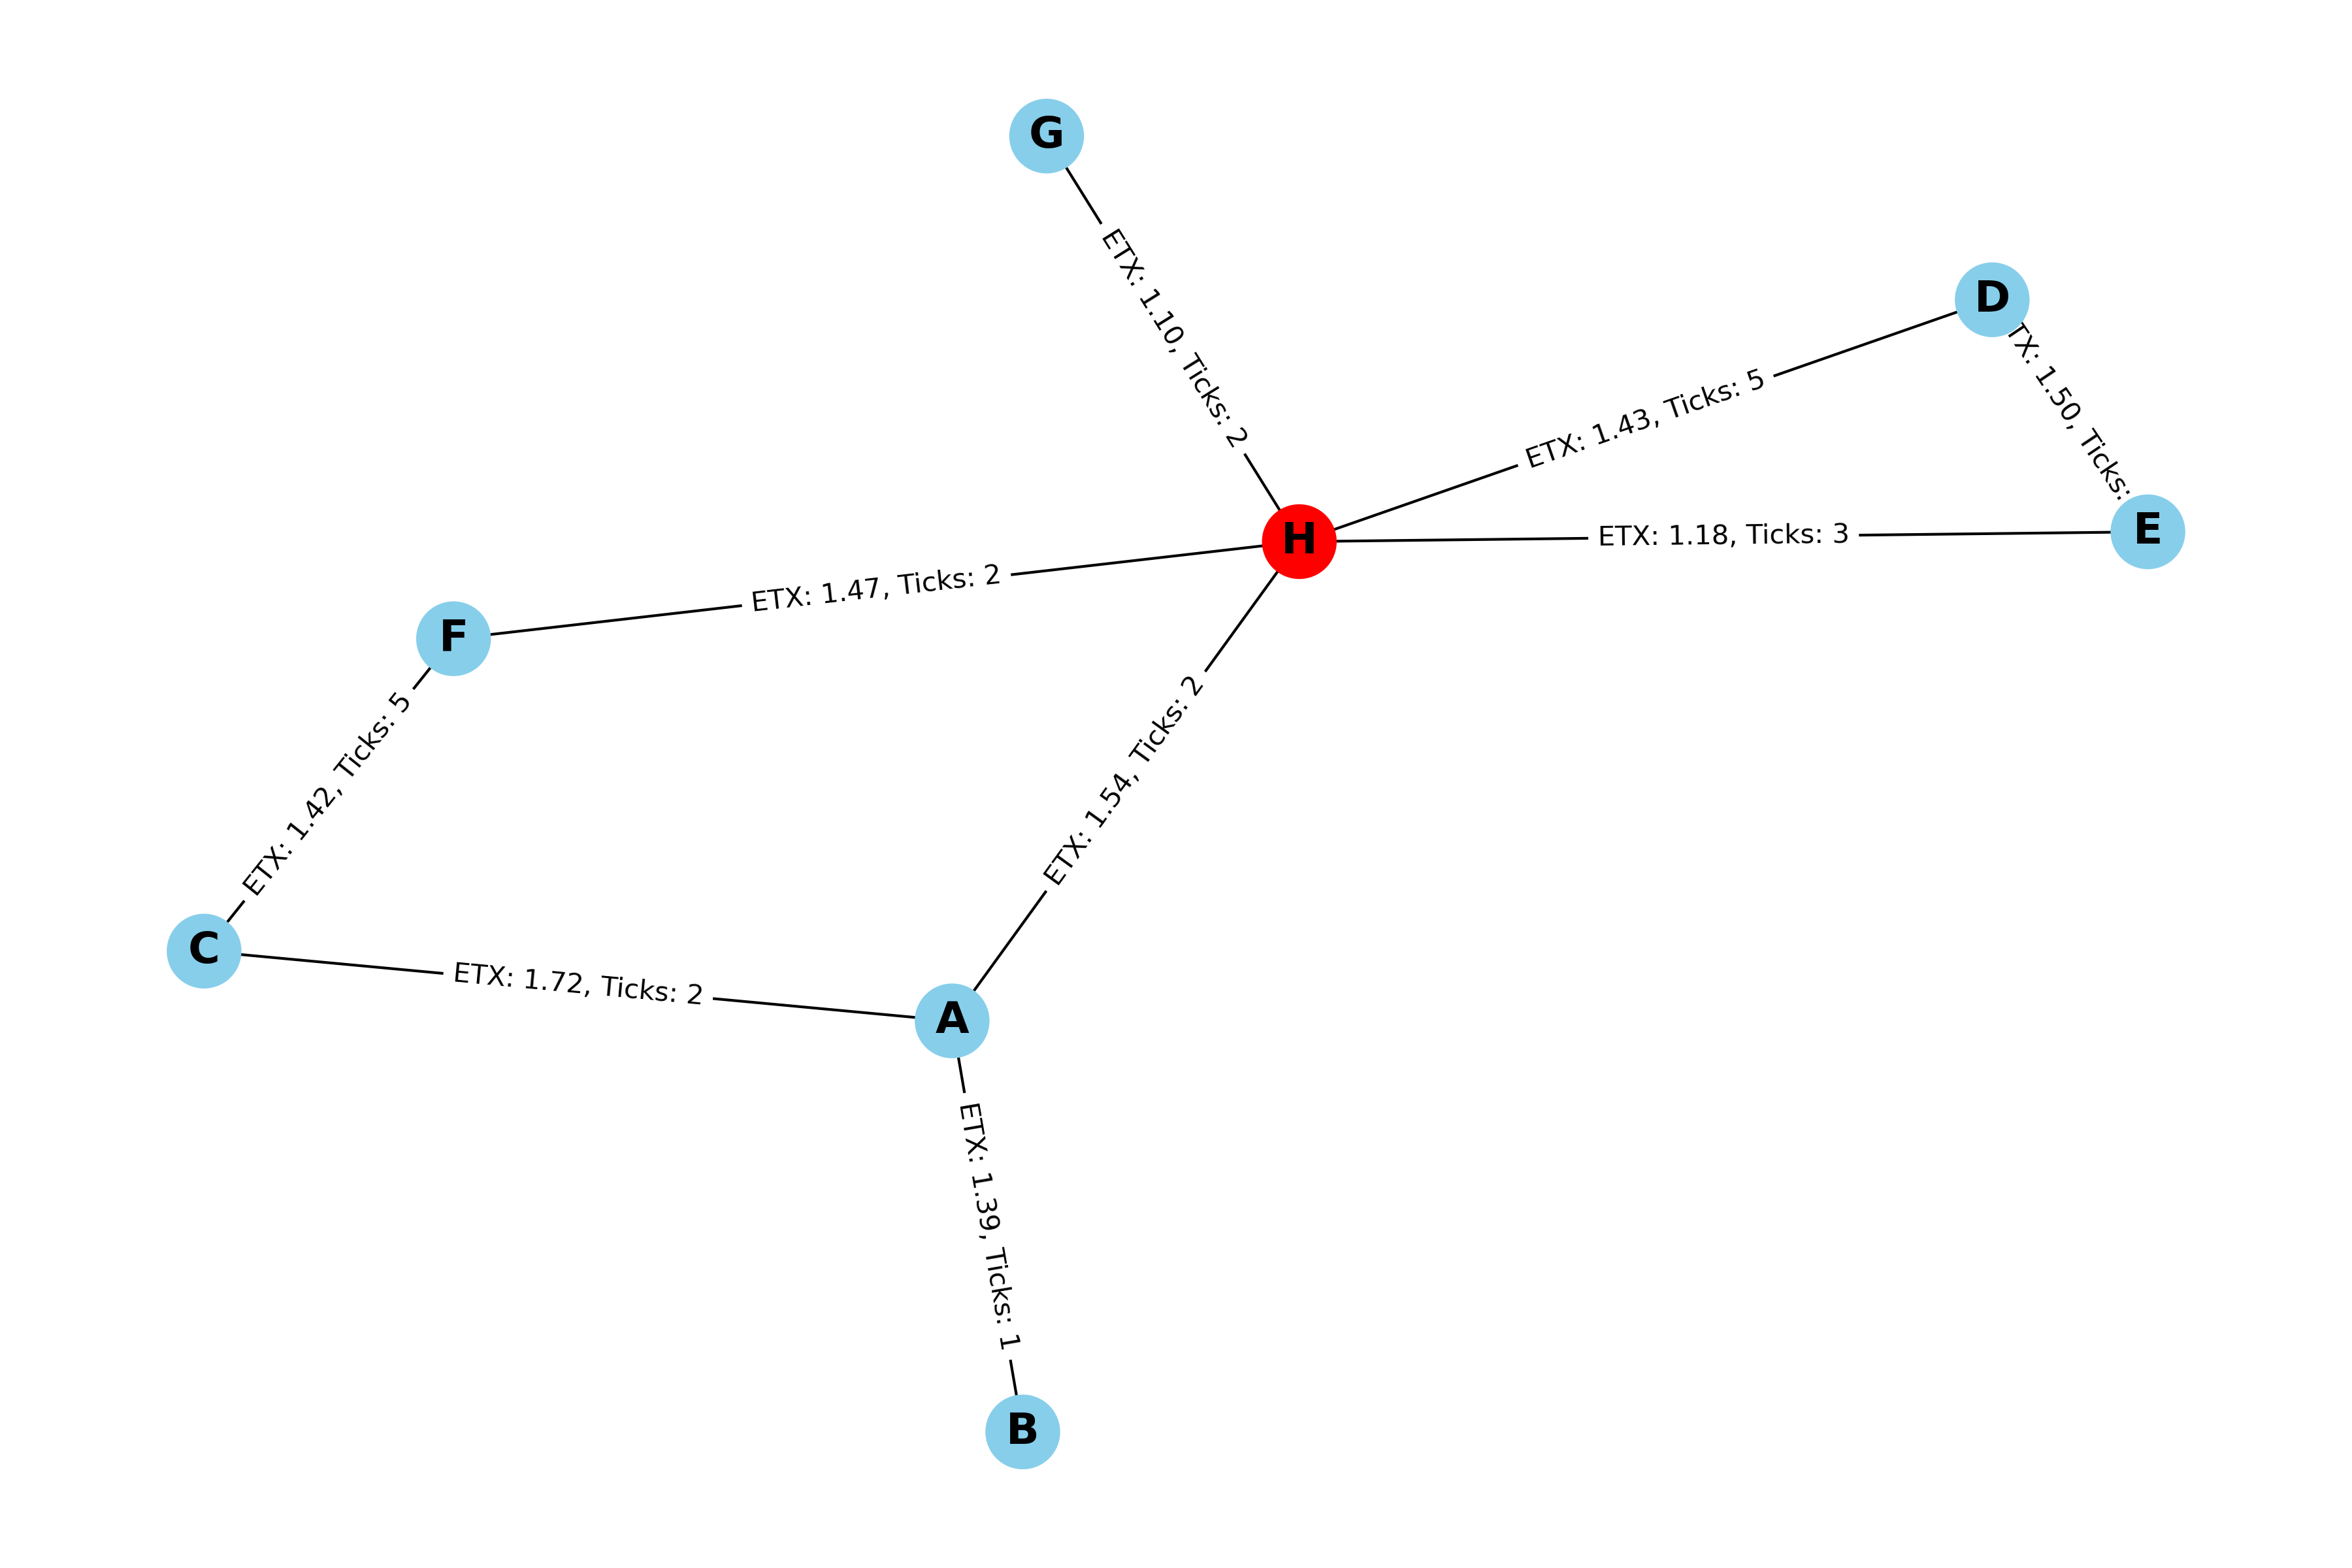 G
ETX: 1.10, Ticks: 2
D
TX: 1.50, Ticks:
ETX: 1.43, Ticks: 5
H
ETX: 1.18, Ticks: 3
E
ETX: 1.47, Ticks: 2
F
ETX: 1.54, Ticks: 2
ETX: 1.42, Ticks: 5
C
ETX: 1.72, Ticks: 2
A
ETX: 1.39, Ticks: 1
B